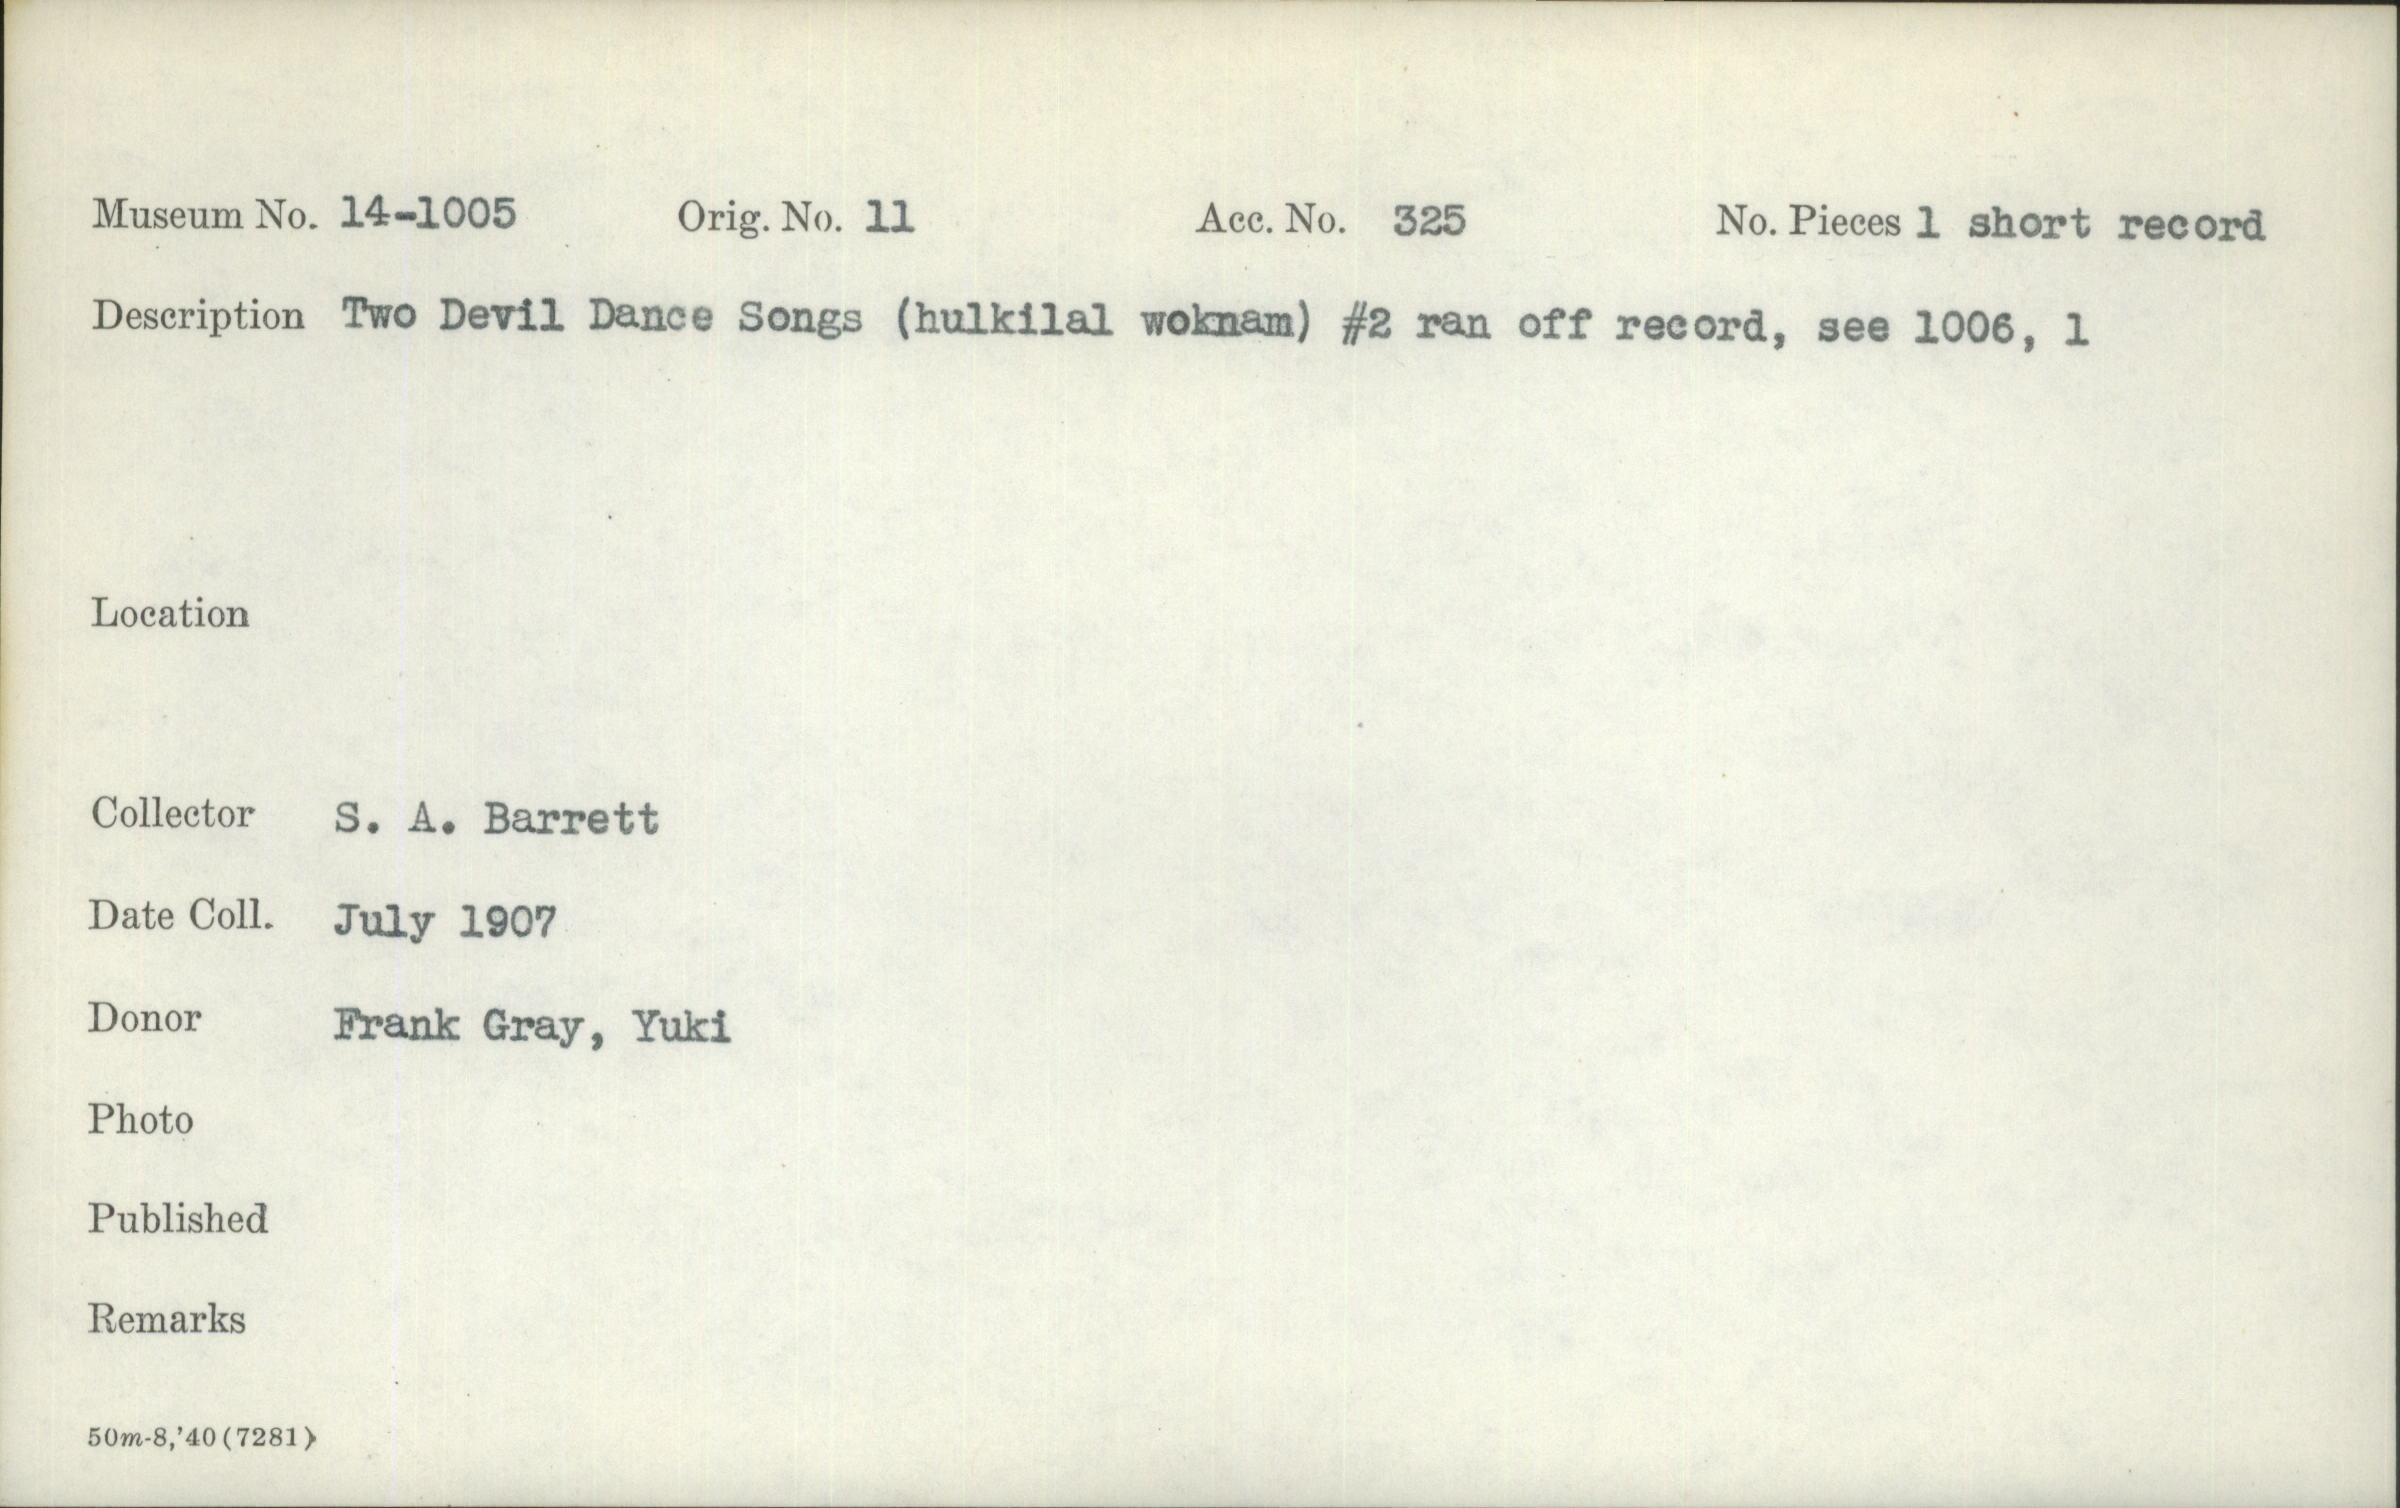 Museum No. 14-1005 Orig. No. 11 Acc. No. 325 No. Pieces 1 short record
Description Two Devil Dance Songs (hulkilal woknam) #2 ran off record, see 1006, 1
Location
Collector S. A. Barrett
Date Coll. July 1907
Donor Frank Gray, Yuki
Photo
Published
Remarks
50m-8,'40(7281)